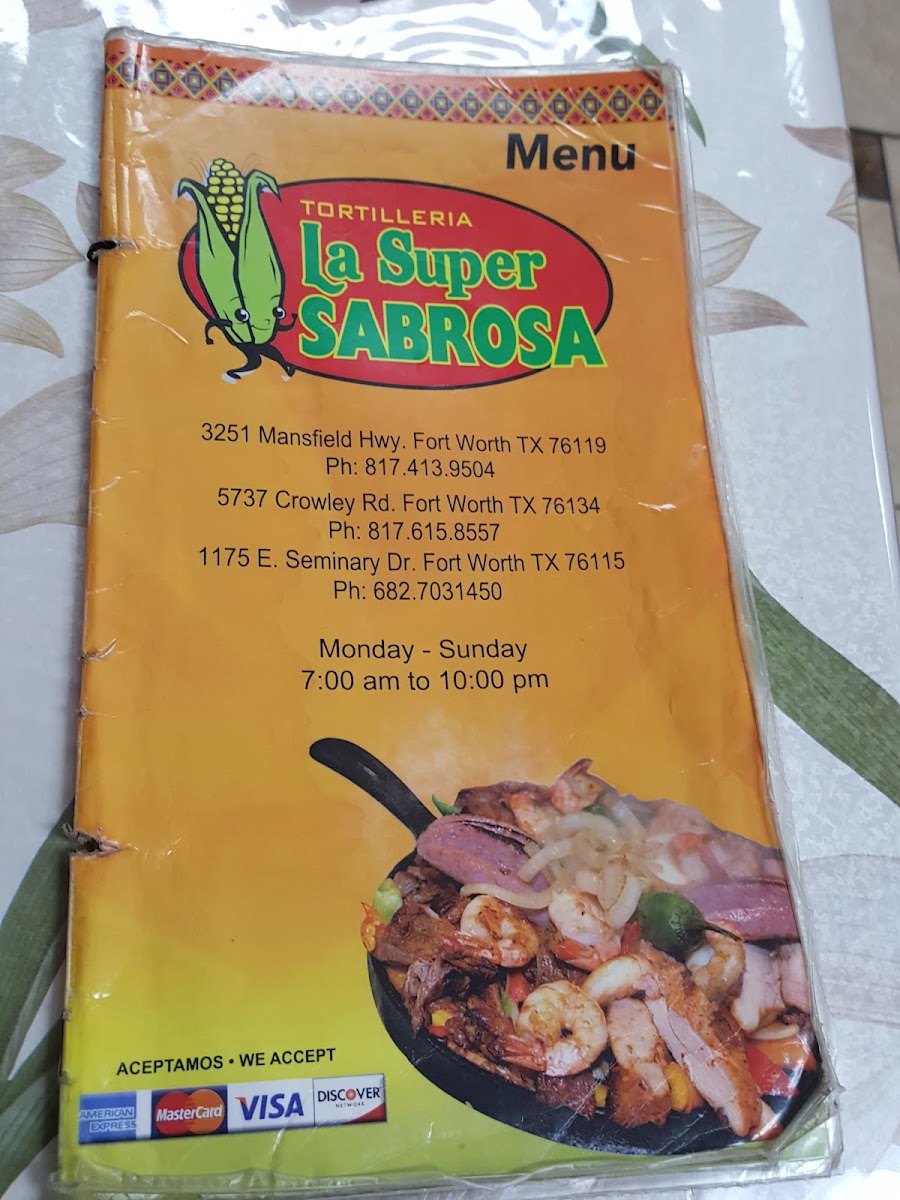 Menu
TORTILLERIA
La Super
SABROSA
3251 Mansfield Hwy. Fort Worth TX 76119
Ph: 817.413.9504
5737 Crowley Rd. Fort Worth TX 76134
Ph: 817.615.8557
1175 E. Seminary Dr. Fort Worth TX 76115
Ph: 682.7031450
Monday - Sunday
7:00 am to 10:00 pm
ACEPTAMOS • WE ACCEPT
AMERICAN EXPRESS
MasterCard
VISA
DISCOVER
NETWORK